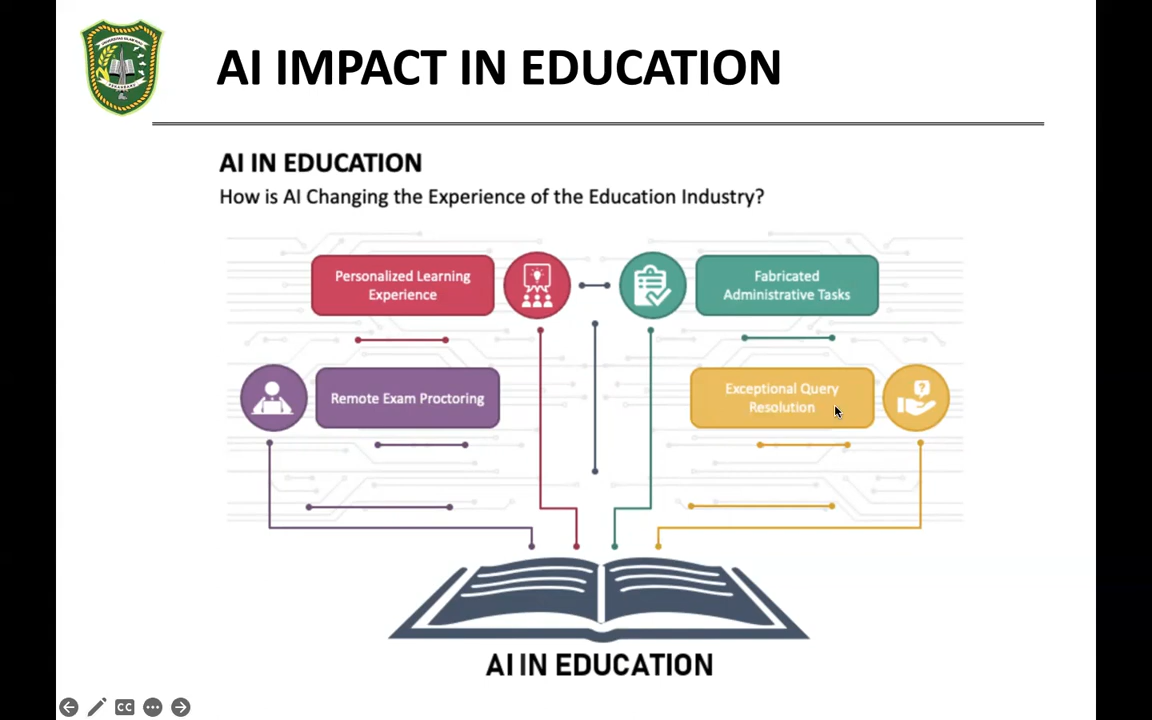 AI IMPACT IN EDUCATION
AI IN EDUCATION
How is AI Changing the Experience of the Education Industry?
Personalized Learning
Experience
Fabricated
Administrative Tasks
Remote Exam Proctoring
Exceptional Query
Resolution
?
AI IN EDUCATION
CC